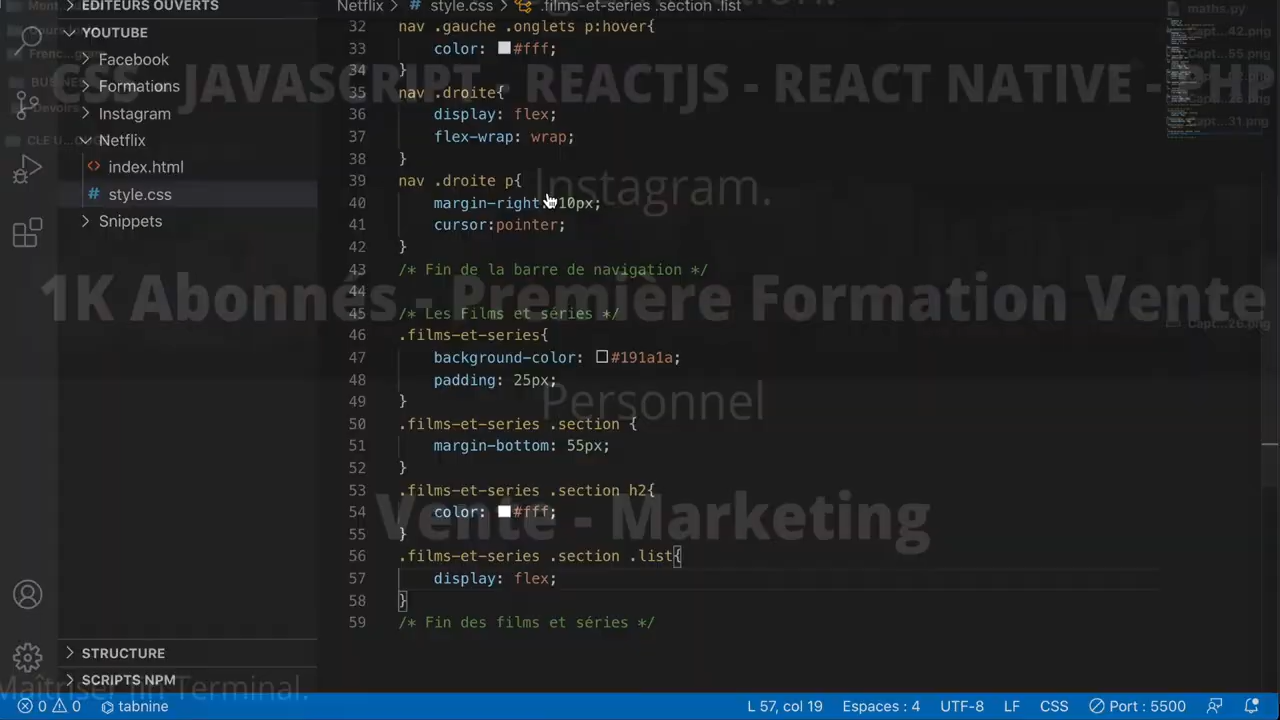 EDITEURS OUVERTS
YOUTUBE
Facebook
Formations
Instagram
Netflix
index.html
# style.css
Snippets
STRUCTURE
SCRIPTS NPM
Netflix > # style.css > .films-et-series .section .list
32 nav .gauche .onglets p:hover{
33 color: #fff;
34 }
35 nav .droite{
36 display: flex;
37 flex-wrap: wrap;
38 }
39 nav .droite p{
40 margin-right: 10px;
41 cursor:pointer;
42 }
43 /* Fin de la barre de navigation */
44
45 /* Les Films et séries */
46 .films-et-series{
47 background-color: #191a1a;
48 padding: 25px;
49 }
50 .films-et-series .section {
51 margin-bottom: 55px;
52 }
53 .films-et-series .section h2{
54 color: #fff;
55 }
56 .films-et-series .section .list{
57 display: flex;
58 }
59 /* Fin des films et séries */
- JAVASCRIPT - REACTJS - REACT NATIVE - PHP
Instagram.
1K Abonnés - Première Formation Vente
Personnel
Vente - Marketing
Maîtriser un Terminal.
maths.py
0 0 tabnine
L 57, col 19 Espaces : 4 UTF-8 LF CSS Port : 5500